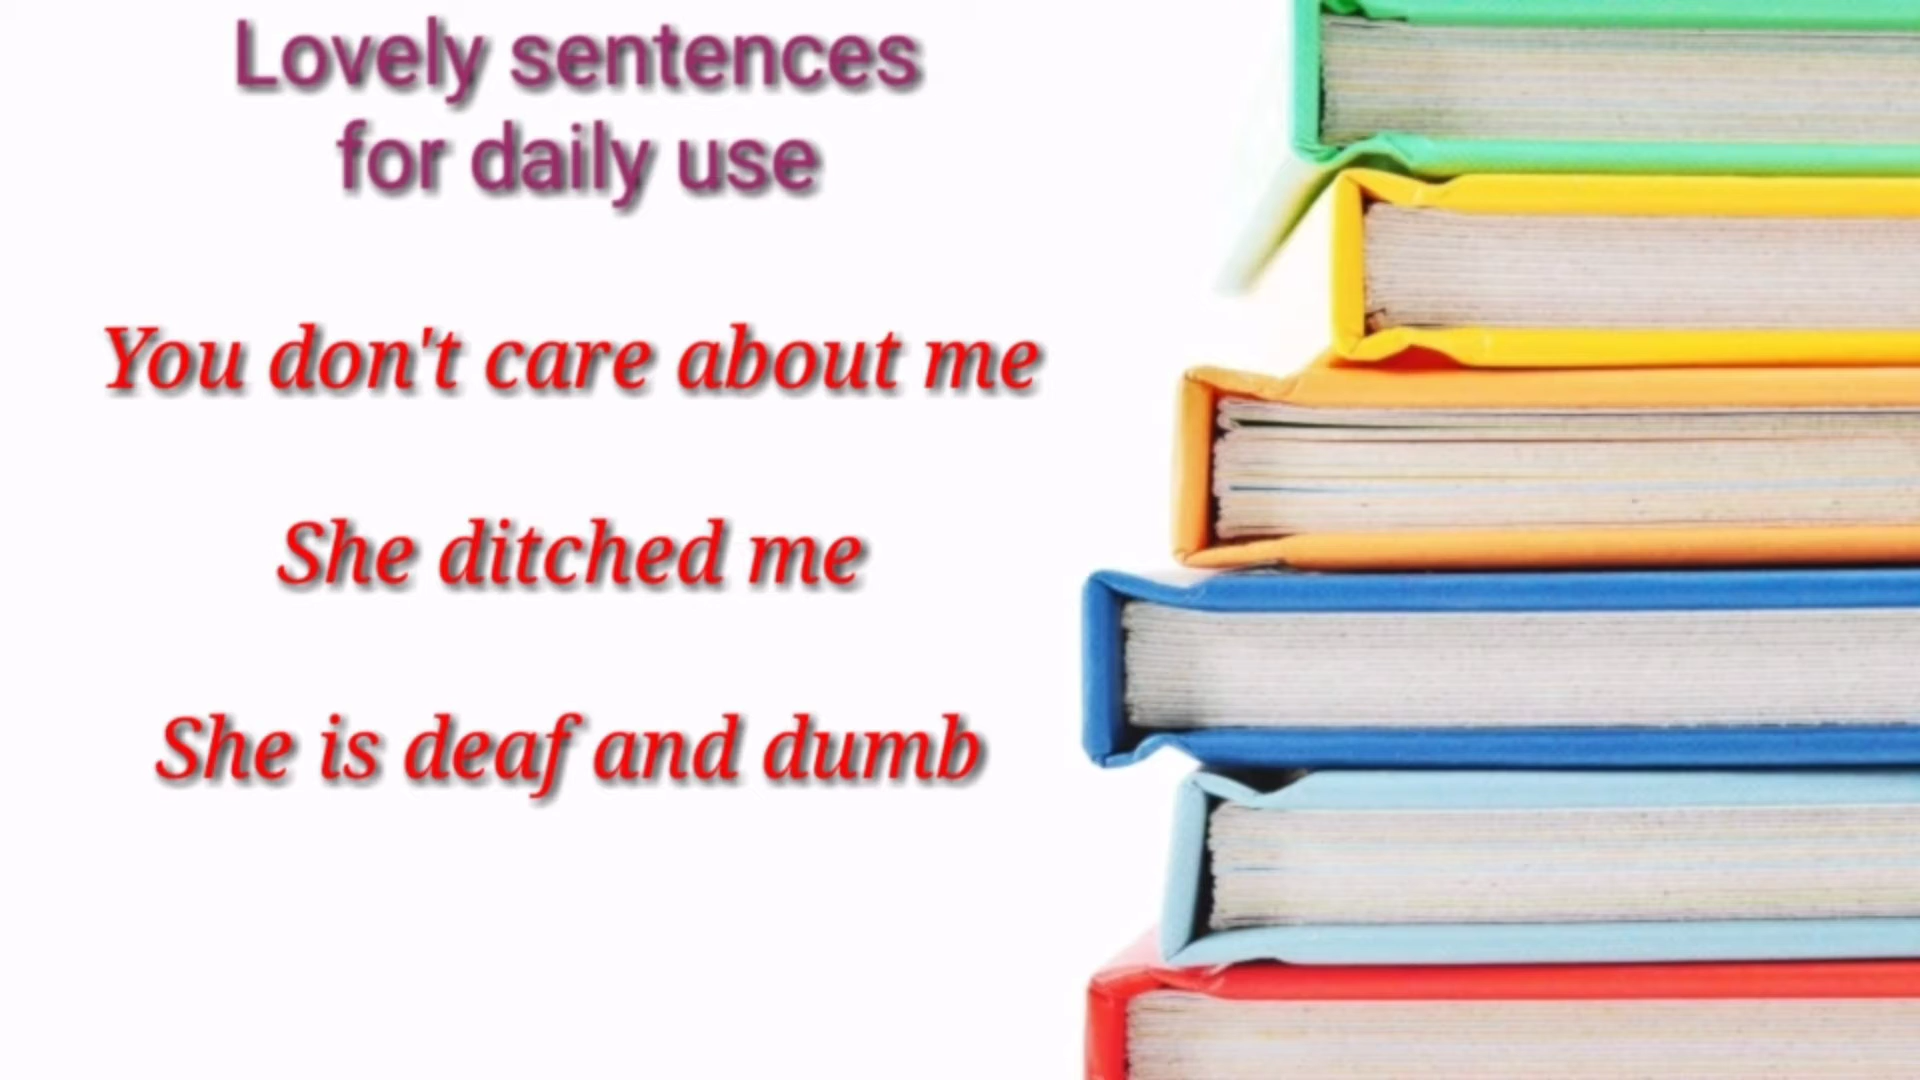 Lovely sentences
for daily use
You don't care about me
She ditched me
She is deaf and dumb